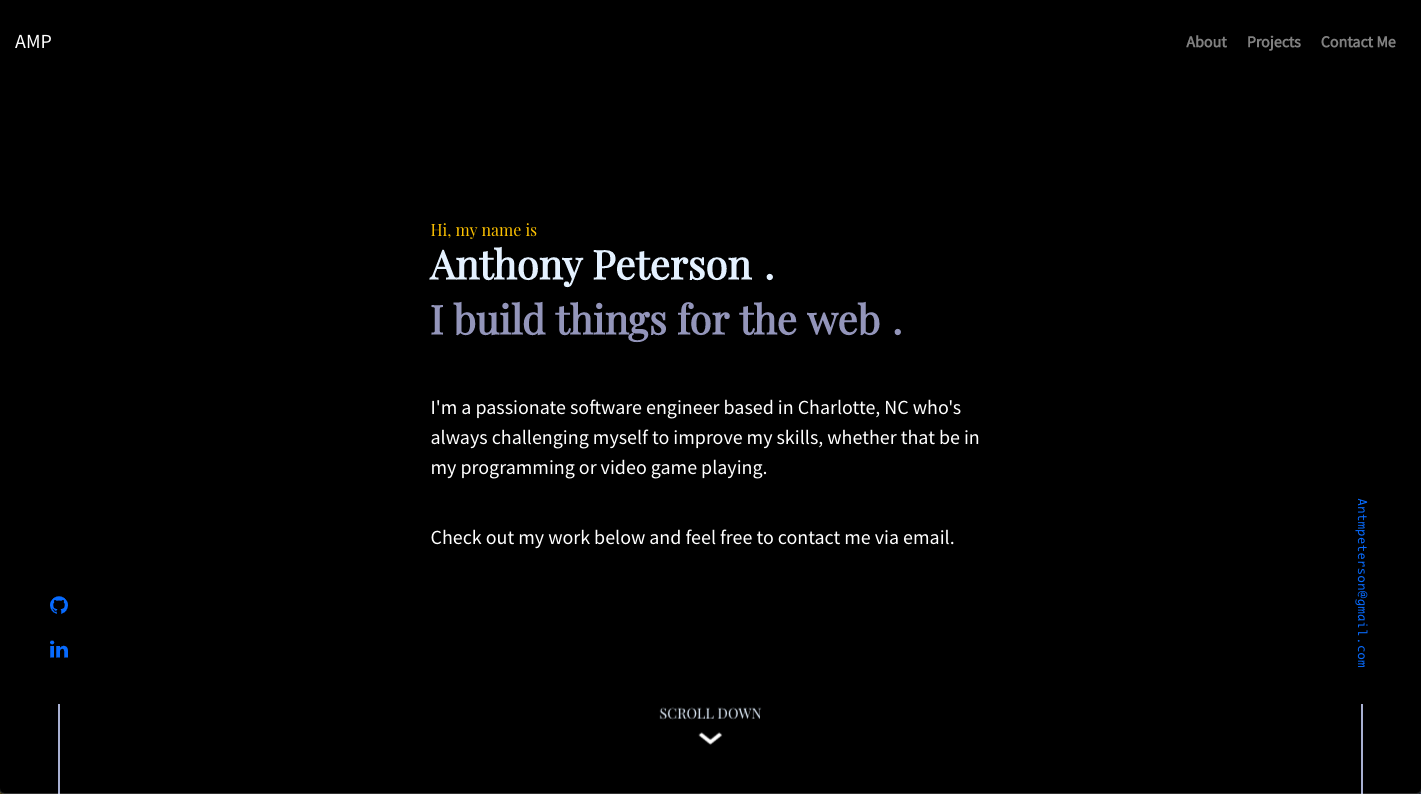 AMP
About Projects Contact Me
Hi, my name is
Anthony Peterson .
I build things for the web .
I'm a passionate software engineer based in Charlotte, NC who's
always challenging myself to improve my skills, whether that be in
my programming or video game playing.
Check out my work below and feel free to contact me via email.
Antmpeterson@gmail.com
SCROLL DOWN